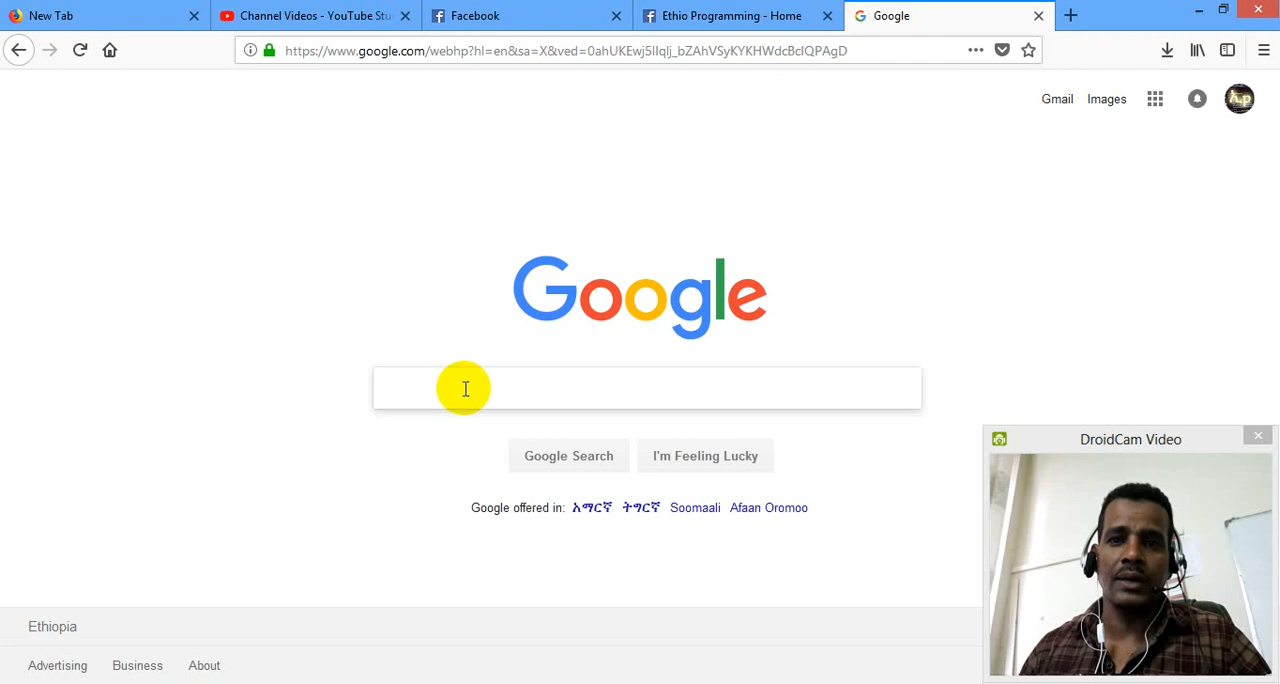 New Tab
Channel Videos - YouTube Stu
Facebook
Ethio Programming - Home
Google
https://www.google.com/webhp?hl=en&sa=X&ved=0ahUKEwj5lIqlj_bZAhVSyKYKHWdcBcIQPAgD
Gmail Images
አ.p
Google
Google Search
I'm Feeling Lucky
Google offered in: አማርኛ ትግርኛ Soomaali Afaan Oromoo
DroidCam Video
Ethiopia
Advertising Business About